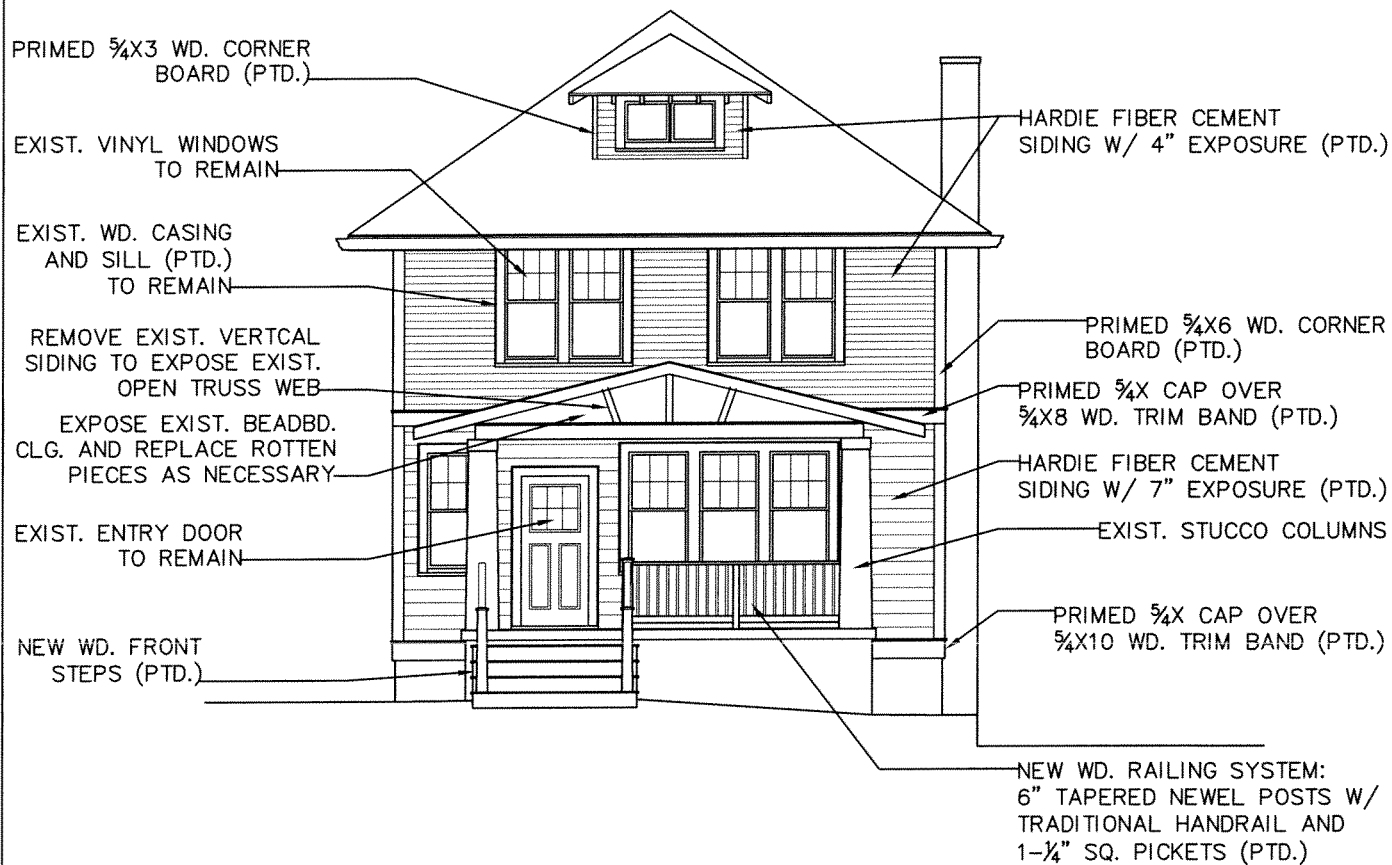 PRIMED 5/4X3 WD. CORNER
BOARD (PTD.)
EXIST. VINYL WINDOWS
TO REMAIN
EXIST. WD. CASING
AND SILL (PTD.)
TO REMAIN
REMOVE EXIST. VERTCAL
SIDING TO EXPOSE EXIST.
OPEN TRUSS WEB
EXPOSE EXIST. BEADBD.
CLG. AND REPLACE ROTTEN
PIECES AS NECESSARY
EXIST. ENTRY DOOR
TO REMAIN
NEW WD. FRONT
STEPS (PTD.)
HARDIE FIBER CEMENT
SIDING W/ 4" EXPOSURE (PTD.)
PRIMED 5/4X6 WD. CORNER
BOARD (PTD.)
PRIMED 5/4X CAP OVER
5/4X8 WD. TRIM BAND (PTD.)
HARDIE FIBER CEMENT
SIDING W/ 7" EXPOSURE (PTD.)
EXIST. STUCCO COLUMNS
PRIMED 5/4X CAP OVER
5/4X10 WD. TRIM BAND (PTD.)
NEW WD. RAILING SYSTEM:
6" TAPERED NEWEL POSTS W/
TRADITIONAL HANDRAIL AND
1-1/4" SQ. PICKETS (PTD.)